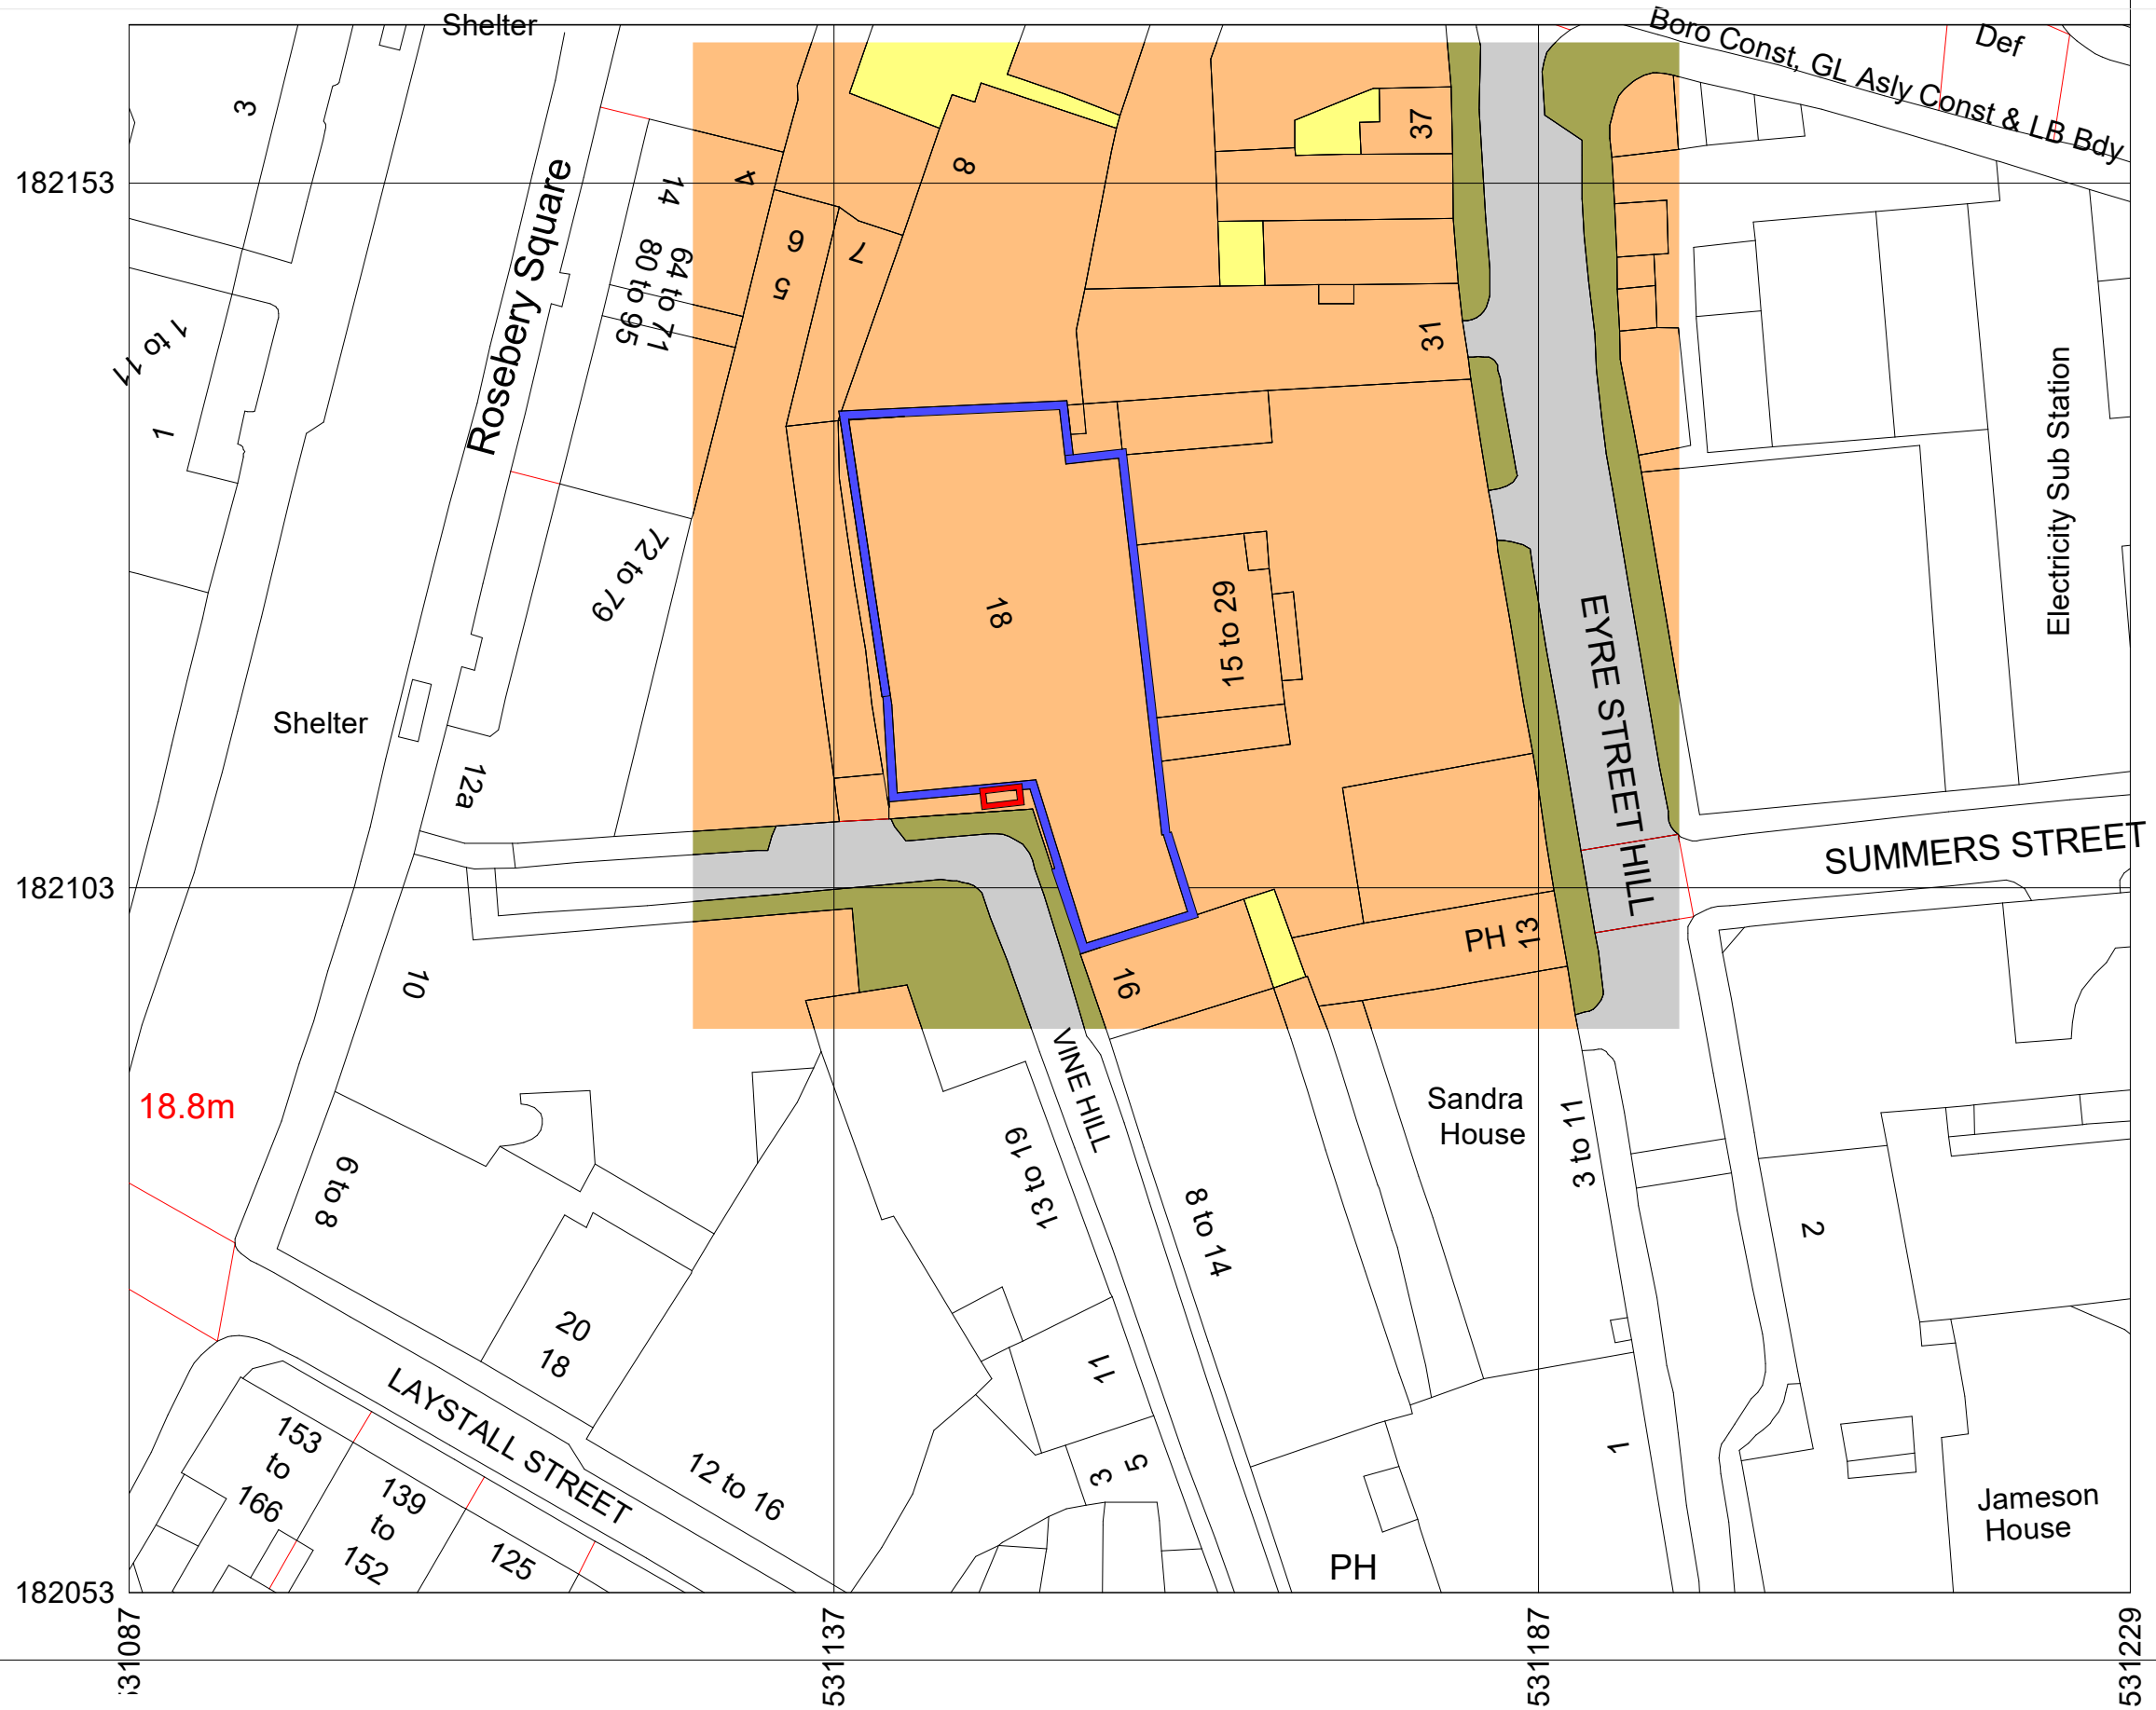 Shelter
Boro Const, GL Asly Const & LB Bdy
Def
3
37
8
182153
4
14
Rosebery Square
6
7
64 to 71
80 to 95
5
31
1 to 11
1
Electricity Sub Station
72 to 79
18
15 to 29
EYRE STREET HILL
Shelter
12a
SUMMERS STREET
182103
PH
13
10
16
VINE HILL
18.8m
Sandra
House
3 to 11
6 to 8
13 to 19
8 to 14
2
20
18
11
LAYSTALL STREET
153
to
166
12 to 16
5
3
1
139
to
152
125
Jameson
House
PH
182053
531087
531137
531187
531229